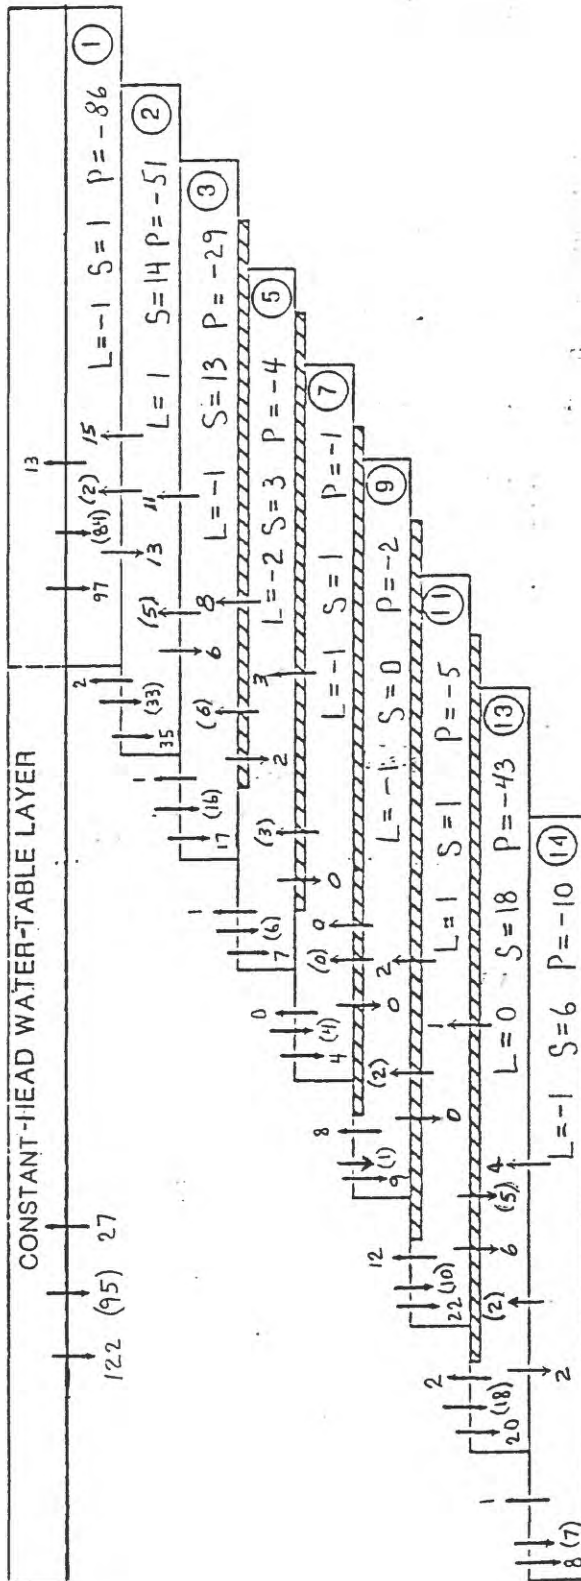 CONSTANT-HEAD WATER-TABLE LAYER
122 (95) 27
97 (84) 13
L=-1 S=1 P=-86 ①
35 (33) 2
13 (2) 15
L=1 S=14 P=-51 ②
17 (16) 1
6 (5) 11
L=-1 S=13 P=-29 ③
7 (6) 1
2 (6) 8
L=-2 S=3 P=-4 ⑤
4 (4) 0
0 (3) 3
L=-1 S=1 P=-1 ⑦
9 (1) 8
0 (0) 0
L=-1 S=0 P=-2 ⑨
22 (10) 12
0 (2) 2
L=1 S=1 P=-5 ⑪
20 (18) 2
6 (5) 1
L=0 S=18 P=-43 ⑬
8 (7) 1
2 (2) 4
L=-1 S=6 P=-10 ⑭